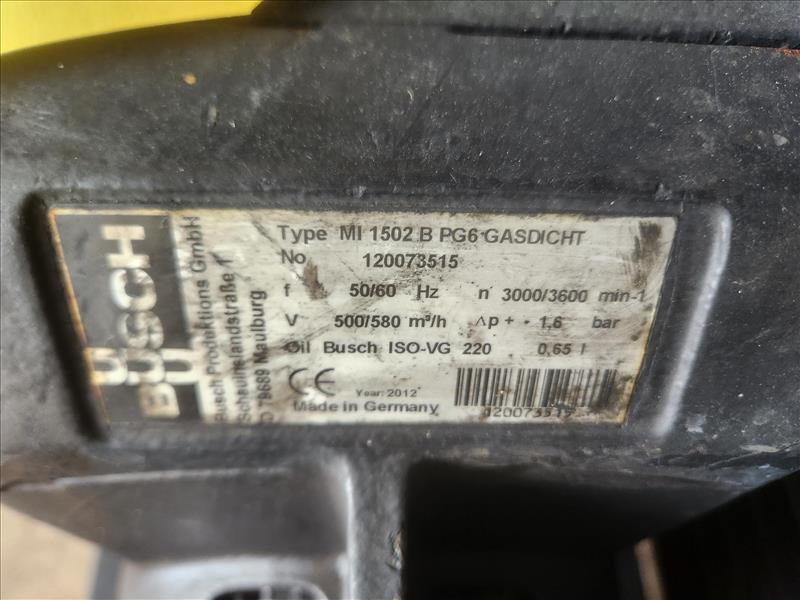 BUSCH
Busch Produktions GmbH
Schauinslandstraße 1
D 79689 Maulburg
Type MI 1502 B PG6 GASDICHT
No 120073515
f 50/60 Hz n 3000/3600 min-1
V 500/580 m³/h △p + - 1,6 bar
Oil Busch ISO-VG 220 0,65 l
CE Year: 2012
Made in Germany
120073515